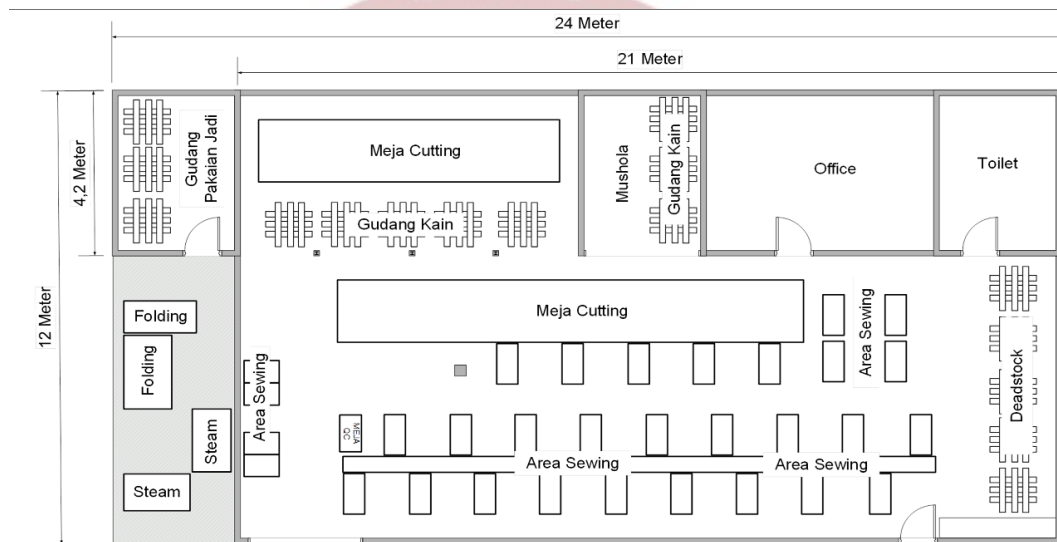 24 Meter
21 Meter
12 Meter
4,2 Meter
Gudang
Pakaian Jadi
Meja Cutting
Gudang Kain
Mushola
Gudang Kain
Office
Toilet
Folding
Folding
Steam
Steam
Area Sewing
Meja Cutting
Area Sewing
Deadstock
MEJA
QC
Area Sewing
Area Sewing